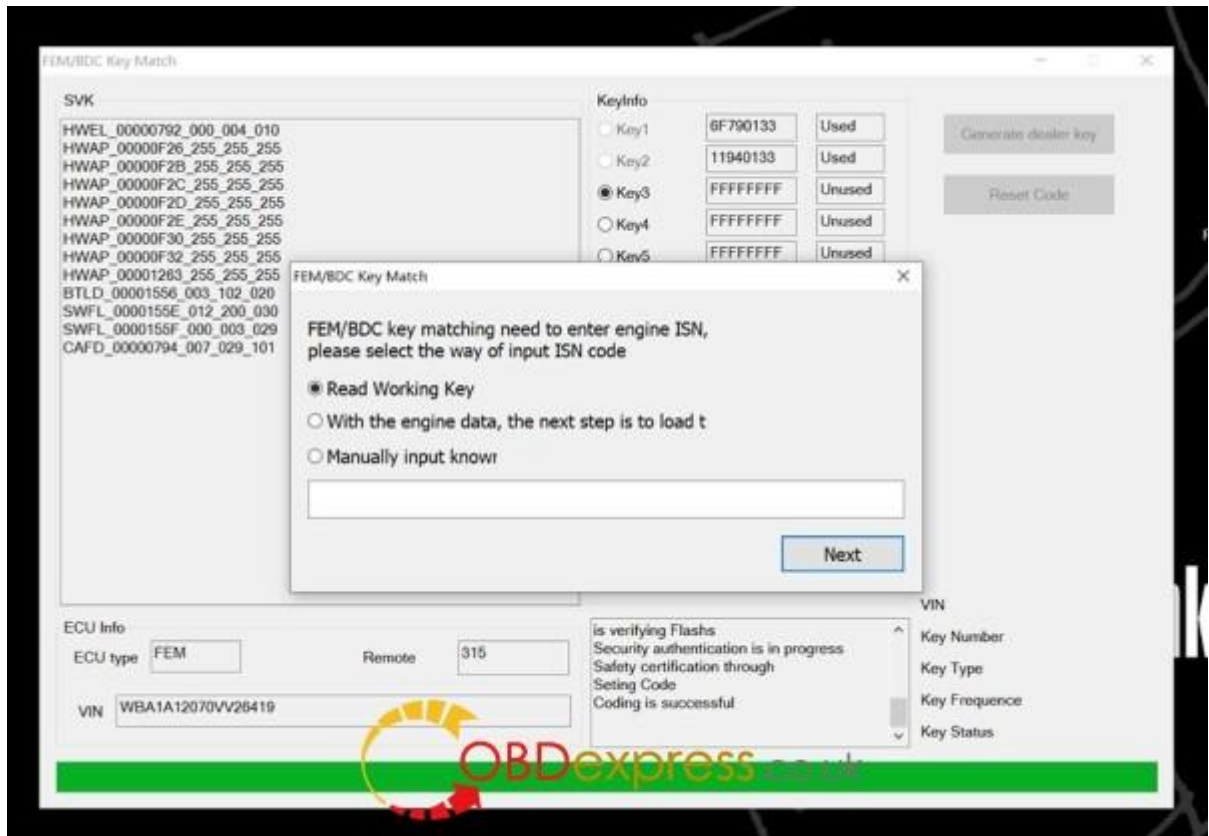 FEM/BDC Key Match
SVK
HWEL_00000792_000_004_010
HWAP_00000F26_255_255_255
HWAP_00000F2B_255_255_255
HWAP_00000F2C_255_255_255
HWAP_00000F2D_255_255_255
HWAP_00000F2E_255_255_255
HWAP_00000F30_255_255_255
HWAP_00000F32_255_255_255
HWAP_00001263_255_255_255
BTLD_00001556_003_102_020
SWFL_0000155E_012_200_030
SWFL_0000155F_000_003_029
CAFD_00000794_007_029_101
KeyInfo
Key1 6F790133 Used
Key2 11940133 Used
Key3 FFFFFFFF Unused
Key4 FFFFFFFF Unused
Key5 FFFFFFFF Unused
Generate dealer key
Reset Code
FEM/BDC Key Match
FEM/BDC key matching need to enter engine ISN,
please select the way of input ISN code
Read Working Key
With the engine data, the next step is to load t
Manually input know
Next
ECU Info
ECU type FEM Remote 315
VIN WBA1A12070VV26419
is verifying Flashs
Security authentication is in progress
Safety certification through
Seting Code
Coding is successful
VIN
Key Number
Key Type
Key Frequence
Key Status
OBDexpress.co.uk